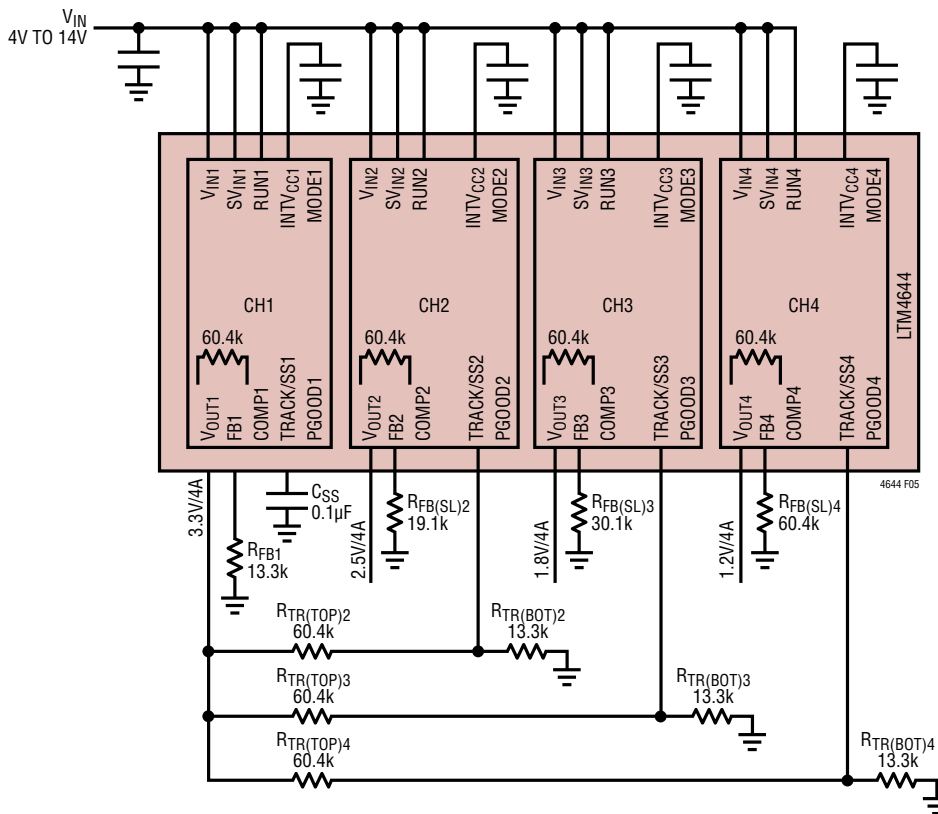 VIN
4V TO 14V
VIN1
SVIN1
RUN1
INTVCC1
MODE1
VIN2
SVIN2
RUN2
INTVCC2
MODE2
VIN3
SVIN3
RUN3
INTVCC3
MODE3
VIN4
SVIN4
RUN4
INTVCC4
MODE4
CH1
CH2
CH3
CH4
LTM4644
60.4k
60.4k
60.4k
60.4k
VOUT1
FB1
COMP1
TRACK/SS1
PGOOD1
VOUT2
FB2
COMP2
TRACK/SS2
PGOOD2
VOUT3
FB3
COMP3
TRACK/SS3
PGOOD3
VOUT4
FB4
COMP4
TRACK/SS4
PGOOD4
4644 F05
3.3V/4A
CSS
0.1µF
RFB1
13.3k
2.5V/4A
RFB(SL)2
19.1k
1.8V/4A
RFB(SL)3
30.1k
1.2V/4A
RFB(SL)4
60.4k
RTR(TOP)2
60.4k
RTR(BOT)2
13.3k
RTR(TOP)3
60.4k
RTR(BOT)3
13.3k
RTR(TOP)4
60.4k
RTR(BOT)4
13.3k